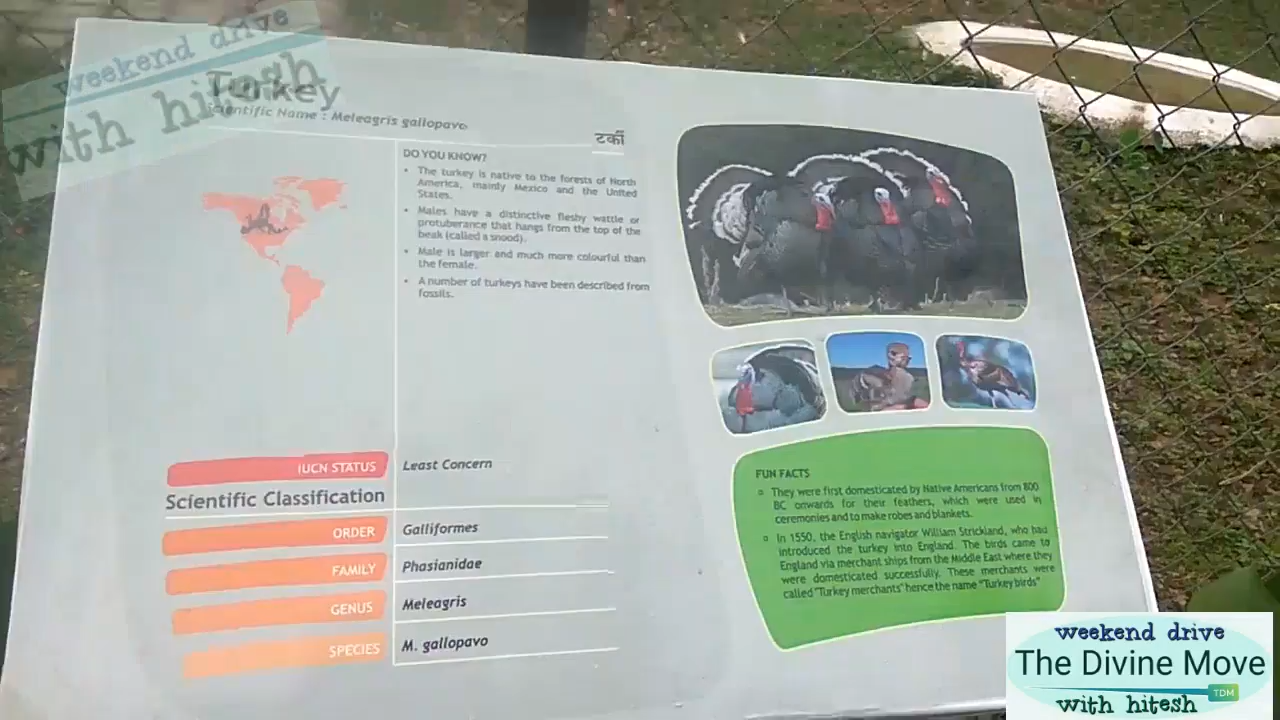 weekend drive
with hitesh
Turkey
Scientific Name : Meleagris gallopavo
टर्की
DO YOU KNOW?
• The turkey is native to the forests of North
America, mainly Mexico and the United
States.
• Males have a distinctive fleshy wattle or
protuberance that hangs from the top of the
beak (called a snood).
• Male is larger and much more colourful than
the female.
• A number of turkeys have been described from
fossils.
IUCN STATUS Least Concern
Scientific Classification
ORDER Galliformes
FAMILY Phasianidae
GENUS Meleagris
SPECIES M. gallopavo
FUN FACTS
They were first domesticated by Native Americans from 800
BC onwards for their feathers, which were used in
ceremonies and to make robes and blankets.
In 1550, the English navigator William Strickland, who had
introduced the turkey into England. The birds came to
England via merchant ships from the Middle East where they
were domesticated successfully. These merchants were
called "Turkey merchants" hence the name "Turkey birds"
weekend drive
The Divine Move
TDM
with hitesh